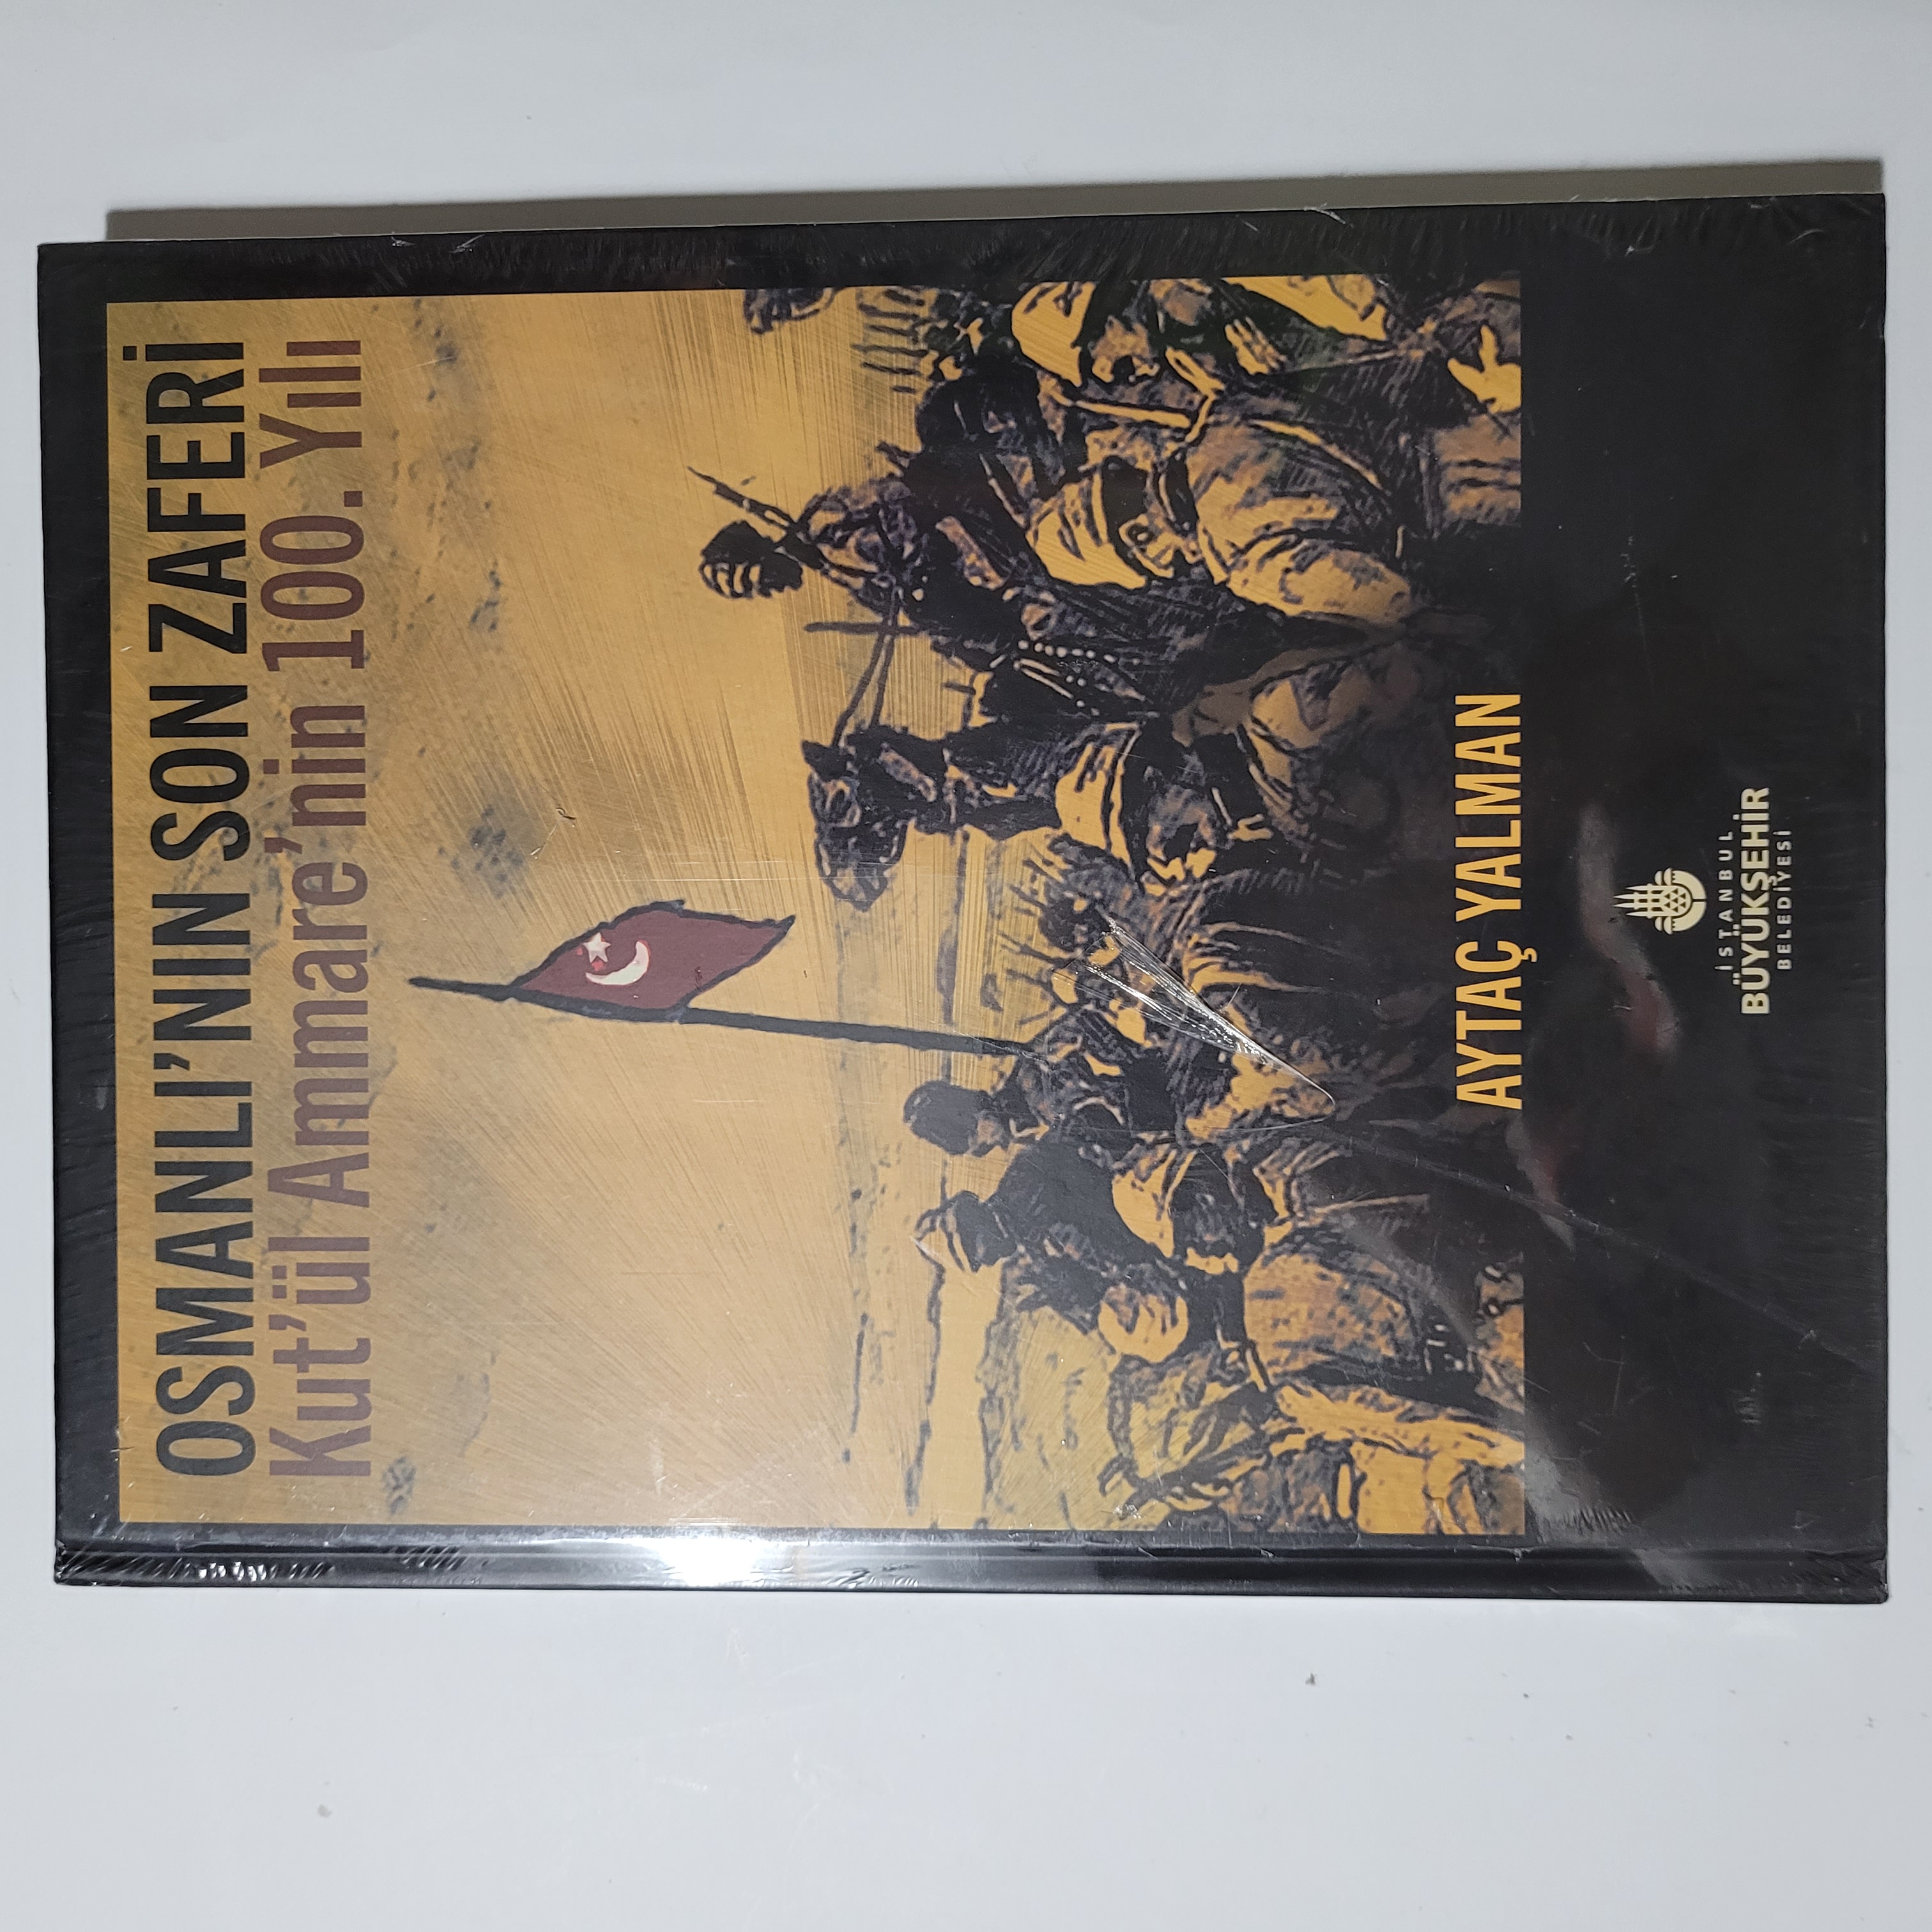 OSMANLI'NIN SON ZAFERİ
Kut'ül Ammare'nin 100. Yılı
AYTAÇ YALMAN
İSTANBUL
BÜYÜKŞEHİR
BELEDİYESİ